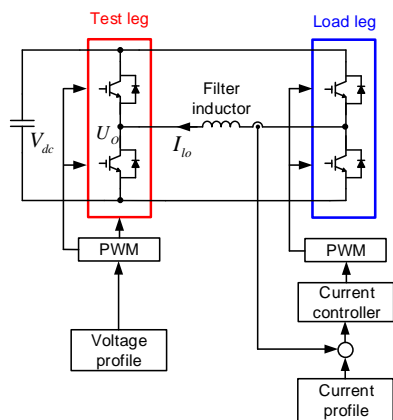 Test leg
Load leg
Filter
inductor
V_dc
U_O
I_lo
PWM
PWM
Voltage
profile
Current
controller
Current
profile